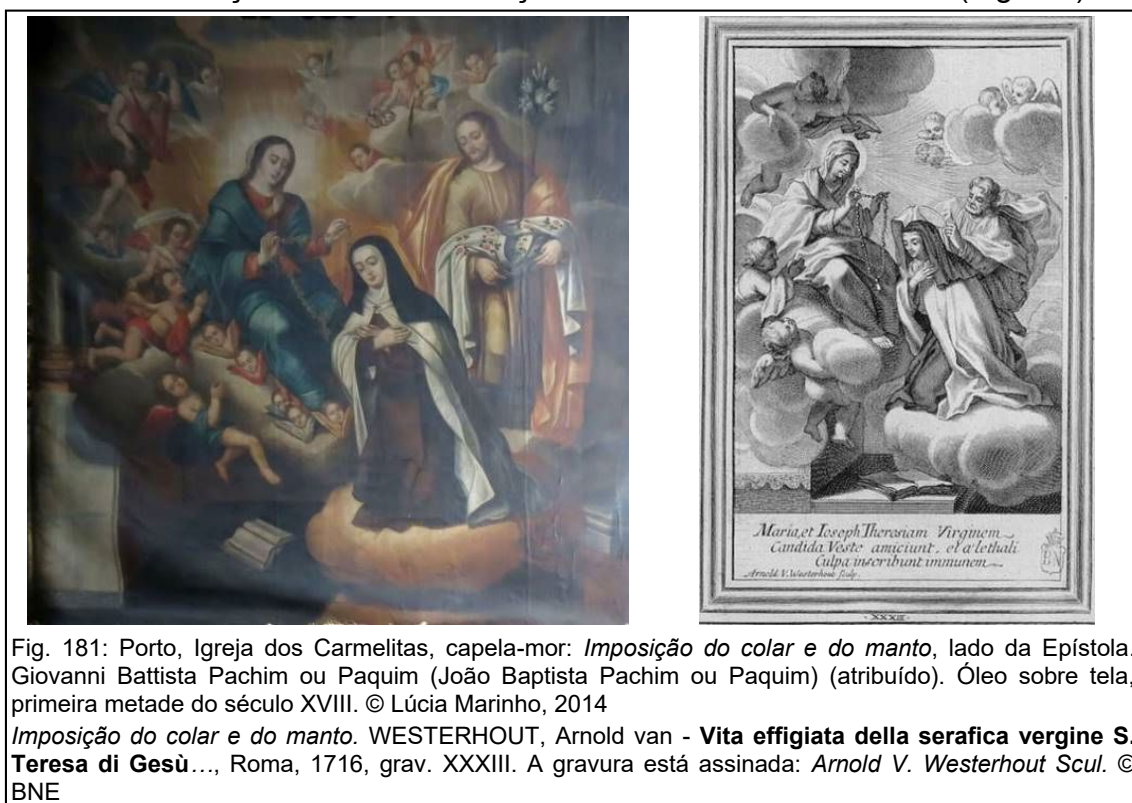 Maria, et Ioseph Theresiam Virginem
Candida Veste amiciunt, et a lethali
Culpa inscribunt immunem
Arnold V. Westerhout Sculp.
BN
Fig. 181: Porto, Igreja dos Carmelitas, capela-mor: Imposição do colar e do manto, lado da Epístola.
Giovanni Battista Pachim ou Paquim (João Baptista Pachim ou Paquim) (atribuído). Óleo sobre tela,
primeira metade do século XVIII. © Lúcia Marinho, 2014
Imposição do colar e do manto. WESTERHOUT, Arnold van - Vita effigiata della serafica vergine S.
Teresa di Gesù…, Roma, 1716, grav. XXXIII. A gravura está assinada: Arnold V. Westerhout Scul. ©
BNE